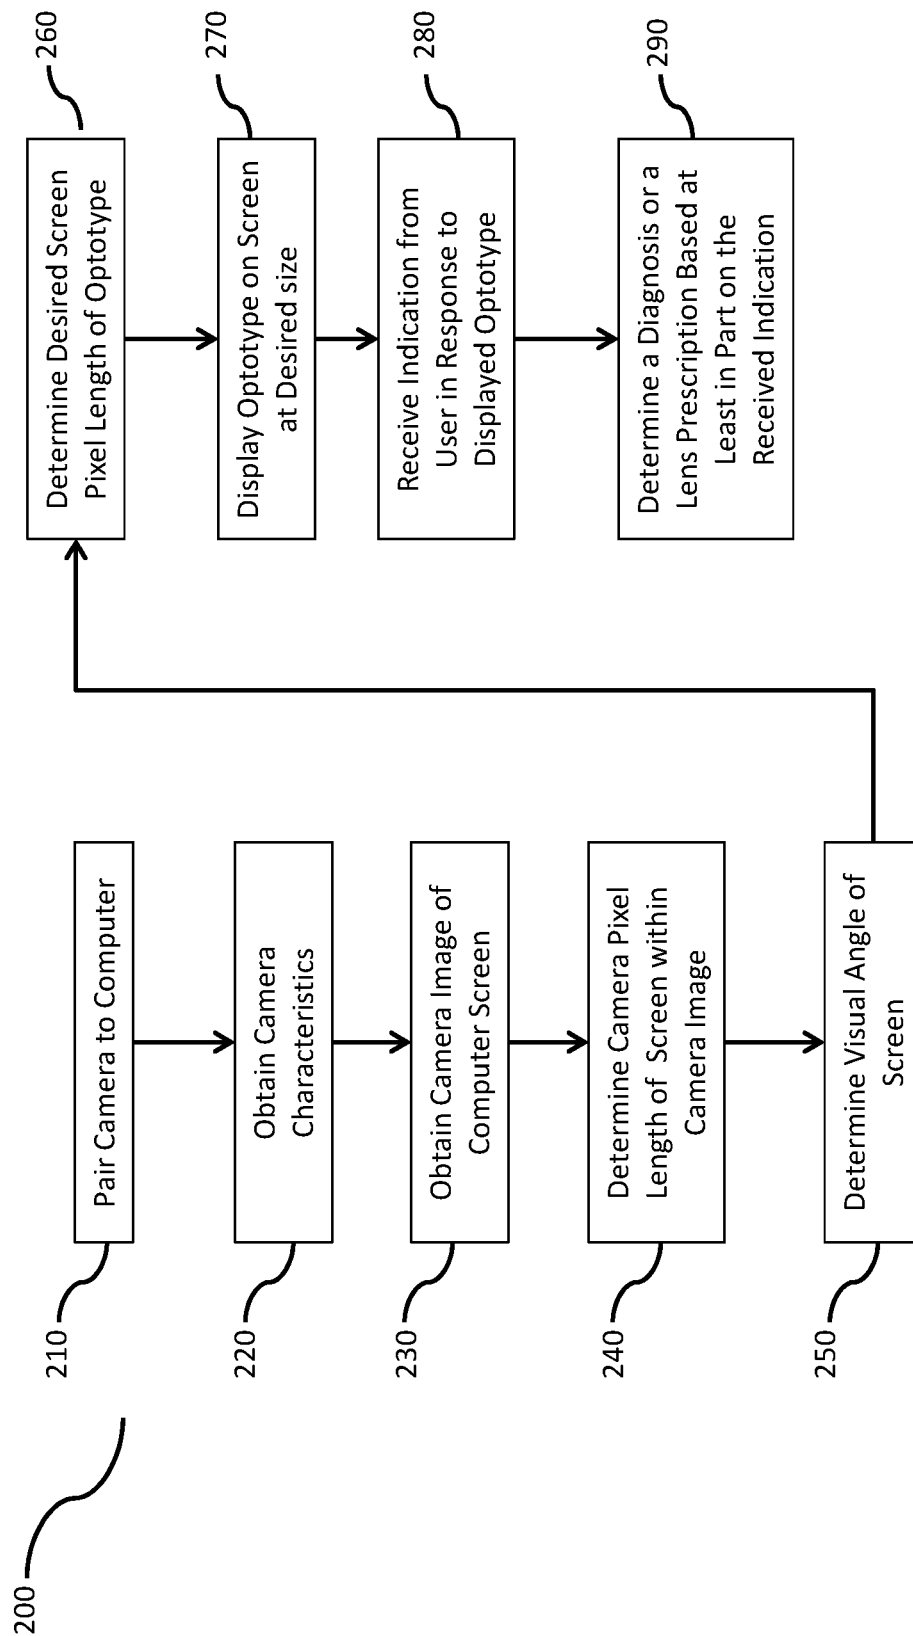 200
210
Pair Camera to Computer
220
Obtain Camera
Characteristics
230
Obtain Camera Image of
Computer Screen
240
Determine Camera Pixel
Length of Screen within
Camera Image
250
Determine Visual Angle of
Screen
260
Determine Desired Screen
Pixel Length of Optotype
270
Display Optotype on Screen
at Desired size
280
Receive Indication from
User in Response to
Displayed Optotype
290
Determine a Diagnosis or a
Lens Prescription Based at
Least in Part on the
Received Indication